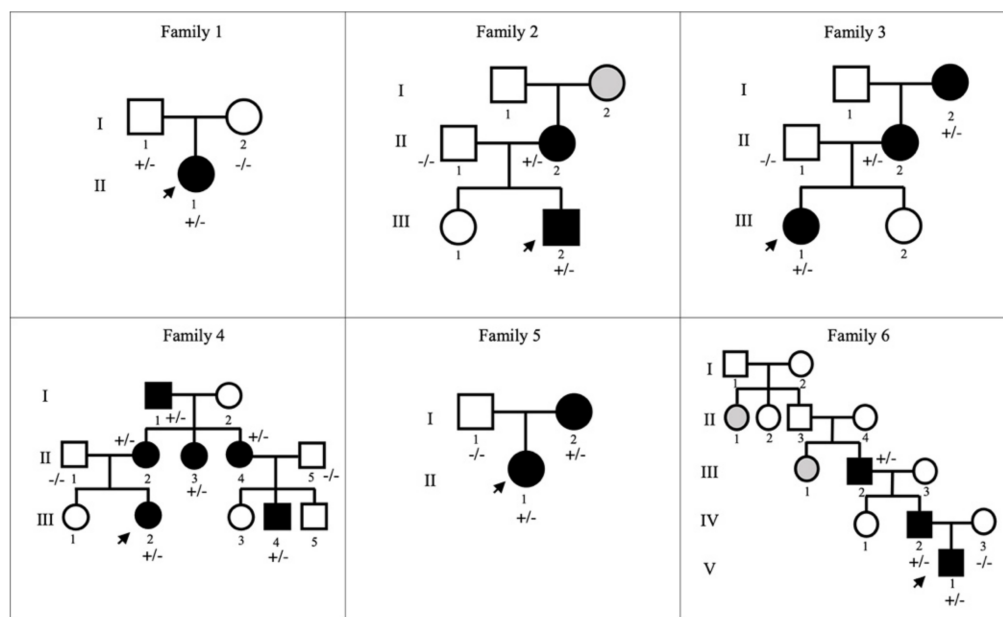 Family 1
I
1
+/-
2
-/-
II
1
+/-
Family 2
I
1
2
II
-/-
1
+/-
2
III
1
2
+/-
Family 3
I
1
2
+/-
II
-/-
1
+/-
2
III
1
+/-
2
Family 4
I
1
+/-
2
II
-/-
1
+/-
2
3
+/-
+/-
4
5
-/-
III
1
2
+/-
3
4
+/-
5
Family 5
I
1
-/-
2
+/-
II
1
+/-
Family 6
I
1
2
II
1
2
3
4
III
1
2
+/-
3
IV
1
2
+/-
3
-/-
V
1
+/-